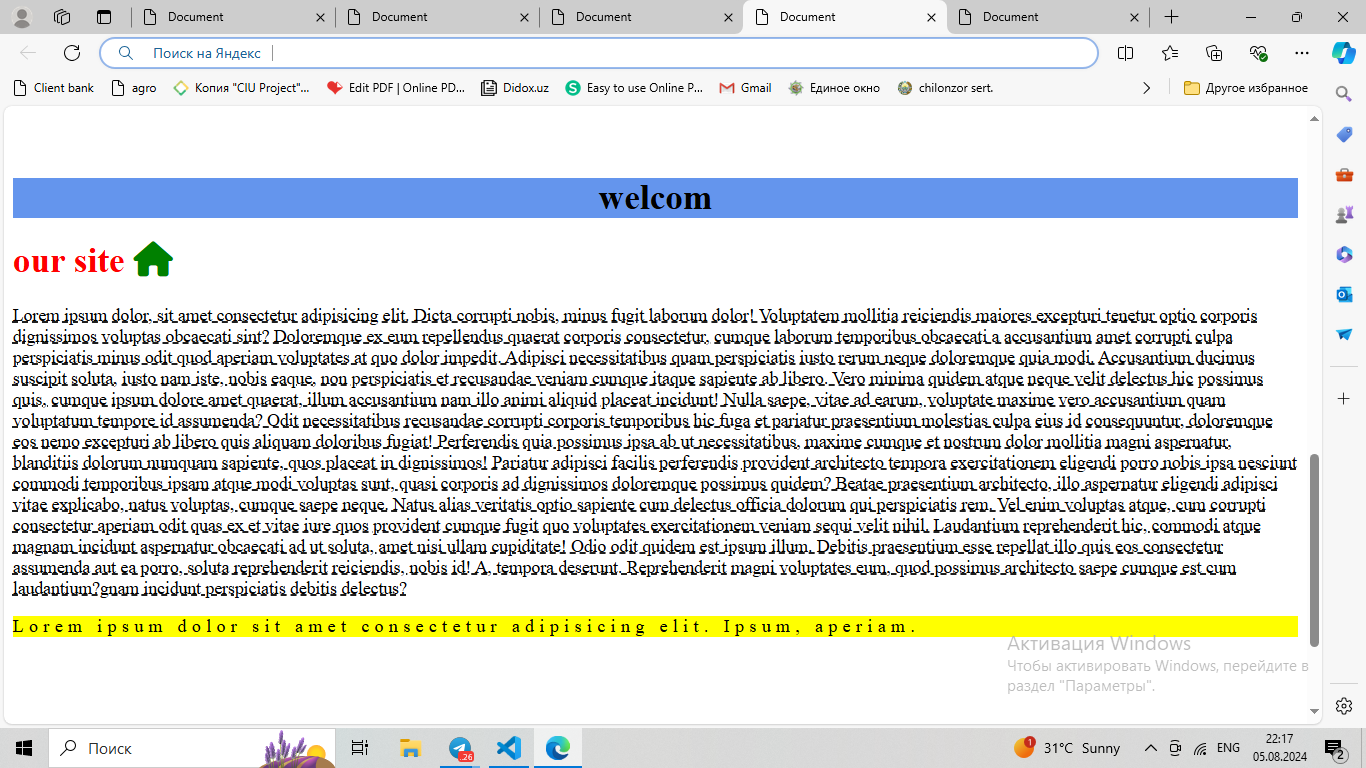 Document Document Document Document Document
Поиск на Яндекс
Client bank agro Копия "CIU Project"... Edit PDF | Online PD... Didox.uz Easy to use Online P... Gmail Единое окно chilonzor sert. Другое избранное
welcom
our site
Lorem ipsum dolor, sit amet consectetur adipisicing elit. Dicta corrupti nobis, minus fugit laborum dolor! Voluptatem mollitia reiciendis maiores excepturi tenetur optio corporis
dignissimos voluptas obcaecati sint? Doloremque ex eum repellendus quaerat corporis consectetur, cumque laborum temporibus obcaecati a accusantium amet corrupti culpa
perspiciatis minus odit quod aperiam voluptates at quo dolor impedit. Adipisci necessitatibus quam perspiciatis iusto rerum neque doloremque quia modi. Accusantium ducimus
suscipit soluta, iusto nam iste, nobis eaque, non perspiciatis et recusandae veniam cumque itaque sapiente ab libero. Vero minima quidem atque neque velit delectus hic possimus
quis, cumque ipsum dolore amet quaerat, illum accusantium nam illo animi aliquid placeat incidunt! Nulla saepe, vitae ad earum, voluptate maxime vero accusantium quam
voluptatum tempore id assumenda? Odit necessitatibus recusandae corrupti corporis temporibus hic fuga et pariatur praesentium molestias culpa eius id consequuntur, doloremque
eos nemo excepturi ab libero quis aliquam doloribus fugiat! Perferendis quia possimus ipsa ab ut necessitatibus, maxime cumque et nostrum dolor mollitia magni aspernatur,
blanditiis dolorum numquam sapiente, quos placeat in dignissimos! Pariatur adipisci facilis perferendis provident architecto tempora exercitationem eligendi porro nobis ipsa nesciunt
commodi temporibus ipsam atque modi voluptas sunt, quasi corporis ad dignissimos doloremque possimus quidem? Beatae praesentium architecto, illo aspernatur eligendi adipisci
vitae explicabo, natus voluptas, cumque saepe neque. Natus alias veritatis optio sapiente cum delectus officia dolorum qui perspiciatis rem. Vel enim voluptas atque, cum corrupti
consectetur aperiam odit quas ex et vitae iure quos provident cumque fugit quo voluptates exercitationem veniam sequi velit nihil. Laudantium reprehenderit hic, commodi atque
magnam incidunt aspernatur obcaecati ad ut soluta, amet nisi ullam cupiditate! Odio odit quidem est ipsum illum. Debitis praesentium esse repellat illo quis eos consectetur
assumenda aut ea porro, soluta reprehenderit reiciendis, nobis id! A, tempora deserunt. Reprehenderit magni voluptates eum, quod possimus architecto saepe cumque est cum
laudantium?gnam incidunt perspiciatis debitis delectus?
Lorem ipsum dolor sit amet consectetur adipisicing elit. Ipsum, aperiam.
Активация Windows
Чтобы активировать Windows, перейдите в
раздел "Параметры".
Поиск 26 1 31°C Sunny ENG 22:17
05.08.2024 2